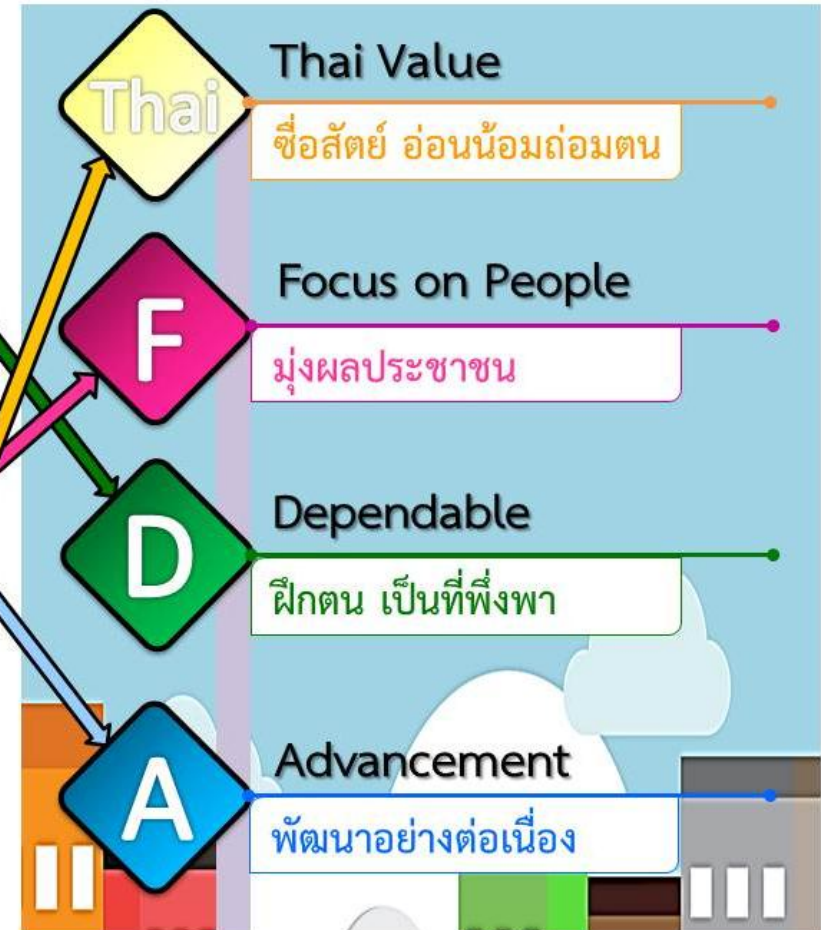 Thai
Thai Value
ซื่อสัตย์ อ่อนน้อมถ่อมตน
F
Focus on People
มุ่งผลประชาชน
D
Dependable
ฝึกตน เป็นที่พึ่งพา
A
Advancement
พัฒนาอย่างต่อเนื่อง